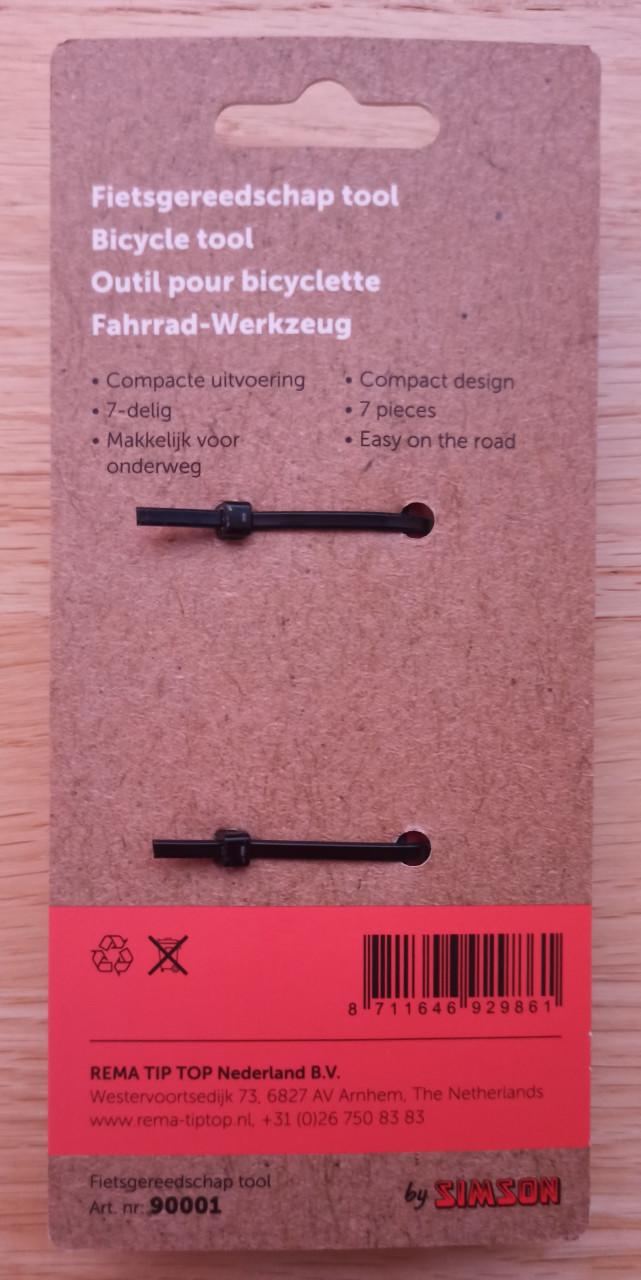 Fietsgereedschap tool
Bicycle tool
Outil pour bicyclette
Fahrrad-Werkzeug
• Compacte uitvoering
• 7-delig
• Makkelijk voor
onderweg
• Compact design
• 7 pieces
• Easy on the road
8 711646 929861
REMA TIP TOP Nederland B.V.
Westervoortsedijk 73, 6827 AV Arnhem, The Netherlands
www.rema-tiptop.nl, +31 (0)26 750 83 83
Fietsgereedschap tool
Art. nr: 90001
by SIMSON